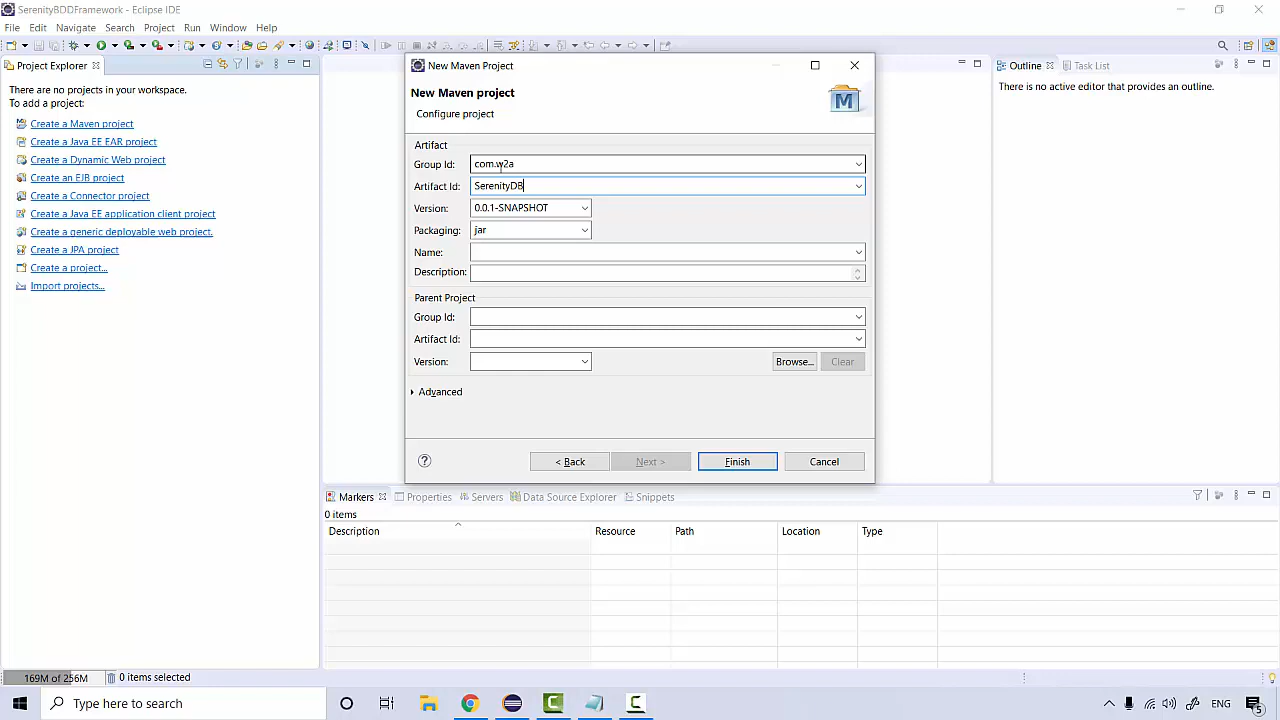 SerenityBDDFramework - Eclipse IDE
File Edit Navigate Search Project Run Window Help
Project Explorer
There are no projects in your workspace.
To add a project:
Create a Maven project
Create a Java EE EAR project
Create a Dynamic Web project
Create an EJB project
Create a Connector project
Create a Java EE application client project
Create a generic deployable web project.
Create a JPA project
Create a project...
Import projects...
New Maven Project
New Maven project
Configure project
M
Artifact
Group Id: com.w2a
Artifact Id: SerenityDB
Version: 0.0.1-SNAPSHOT
Packaging: jar
Name:
Description:
Parent Project
Group Id:
Artifact Id:
Version:
Browse... Clear
Advanced
< Back Next > Finish Cancel
Outline Task List
There is no active editor that provides an outline.
Markers Properties Servers Data Source Explorer Snippets
0 items
Description Resource Path Location Type
169M of 256M 0 items selected
Type here to search
ENG
5